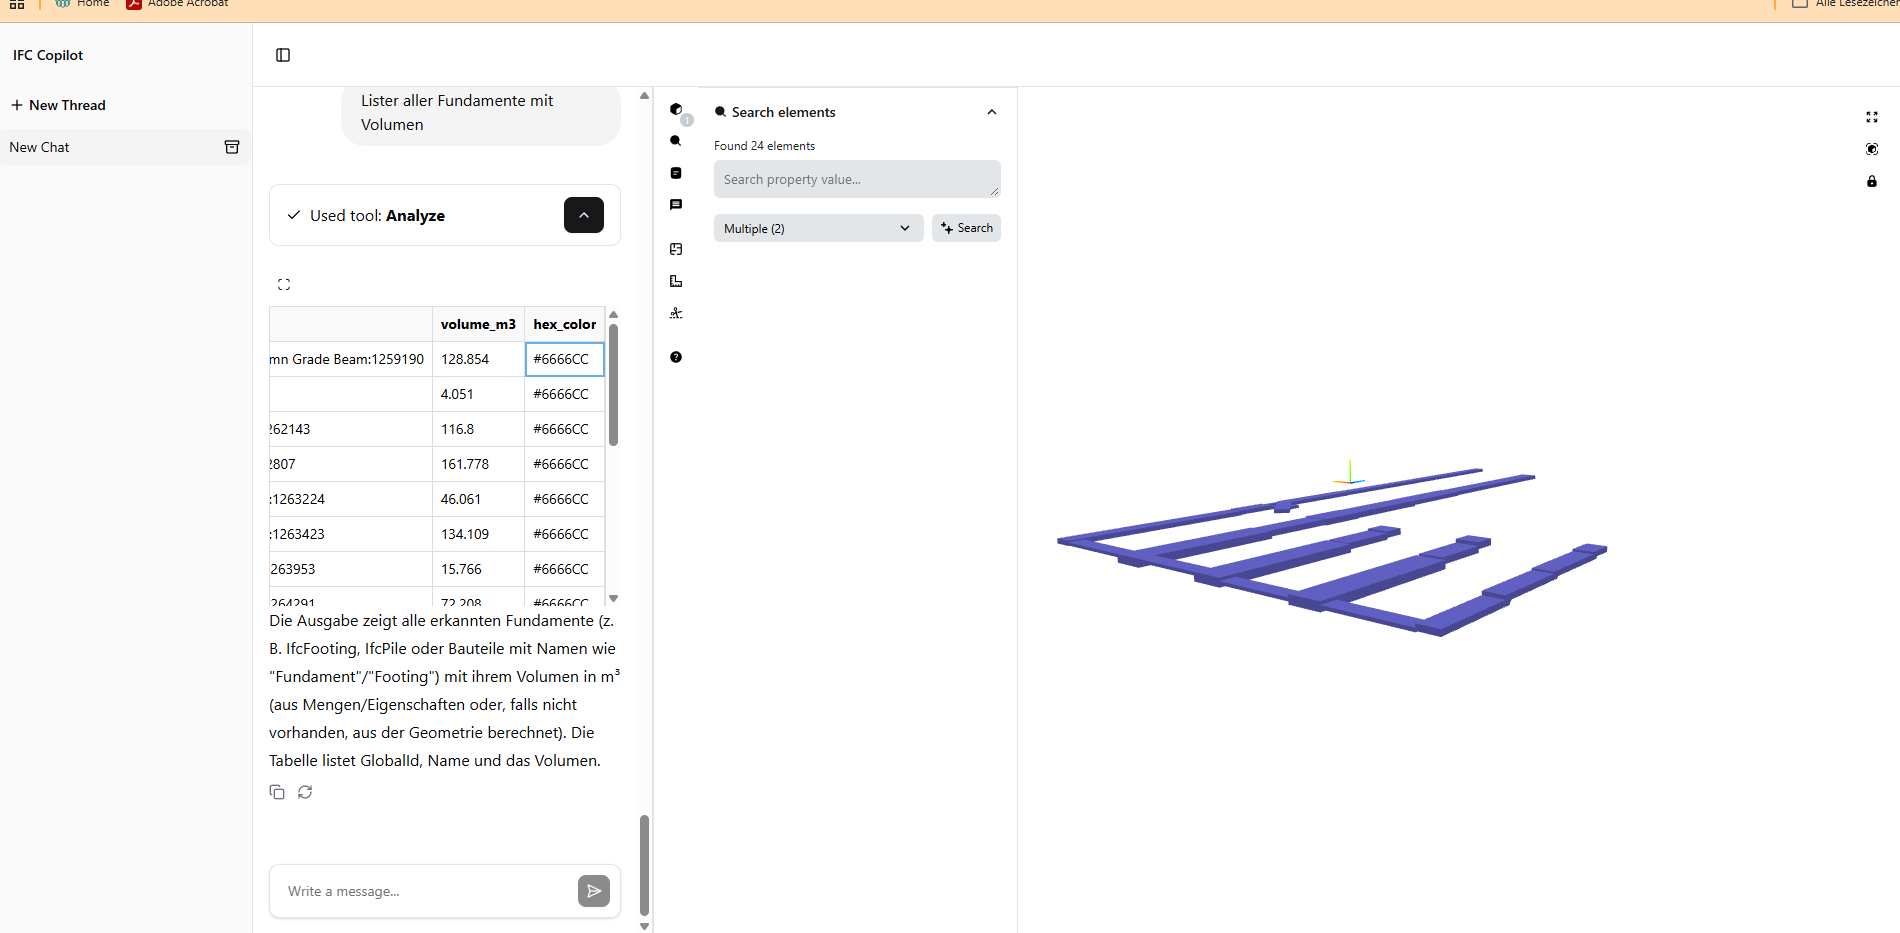 Home
Adobe Acrobat
Alle Lesezeichen
IFC Copilot
New Thread
New Chat
Lister aller Fundamente mit
Volumen
Used tool: Analyze
volume_m3 hex_color
mn Grade Beam:1259190 128.854 #6666CC
4.051 #6666CC
262143 116.8 #6666CC
2807 161.778 #6666CC
:1263224 46.061 #6666CC
:1263423 134.109 #6666CC
263953 15.766 #6666CC
264291 72.208 #6666CC
Die Ausgabe zeigt alle erkannten Fundamente (z.
B. IfcFooting, IfcPile oder Bauteile mit Namen wie
"Fundament"/"Footing") mit ihrem Volumen in m³
(aus Mengen/Eigenschaften oder, falls nicht
vorhanden, aus der Geometrie berechnet). Die
Tabelle listet GlobalId, Name und das Volumen.
Write a message...
1
Search elements
Found 24 elements
Search property value...
Multiple (2)
Search